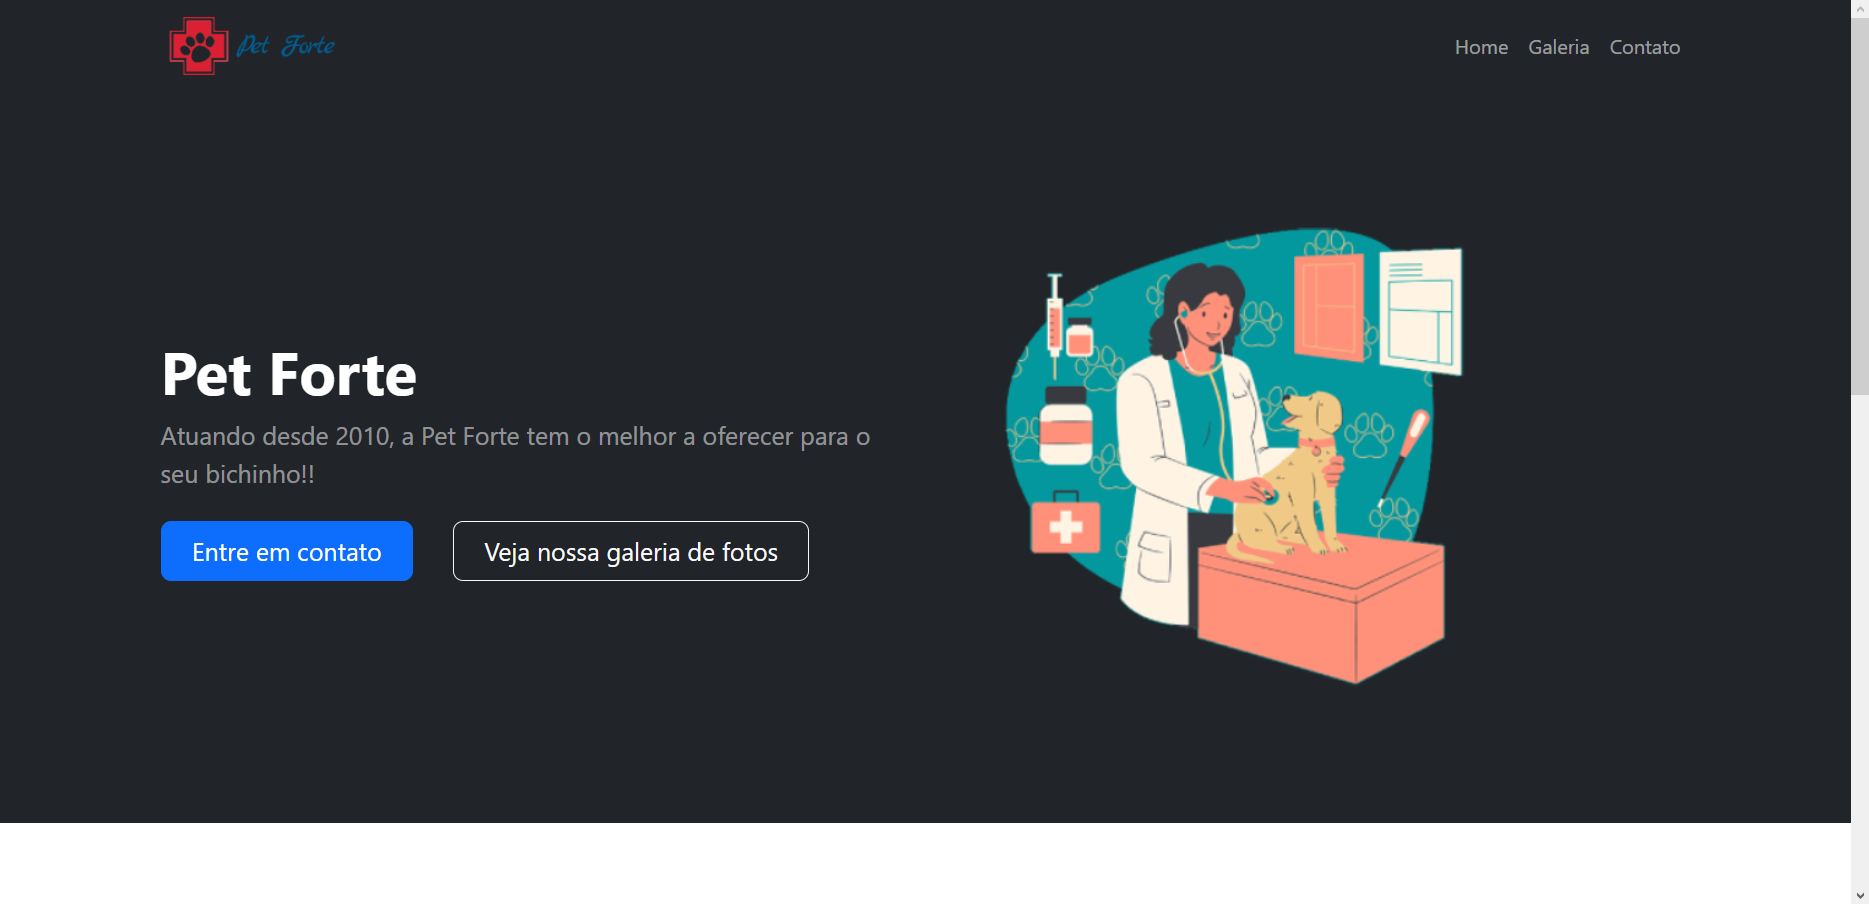 Pet Forte
Home Galeria Contato
Pet Forte
Atuando desde 2010, a Pet Forte tem o melhor a oferecer para o
seu bichinho!!
Entre em contato
Veja nossa galeria de fotos